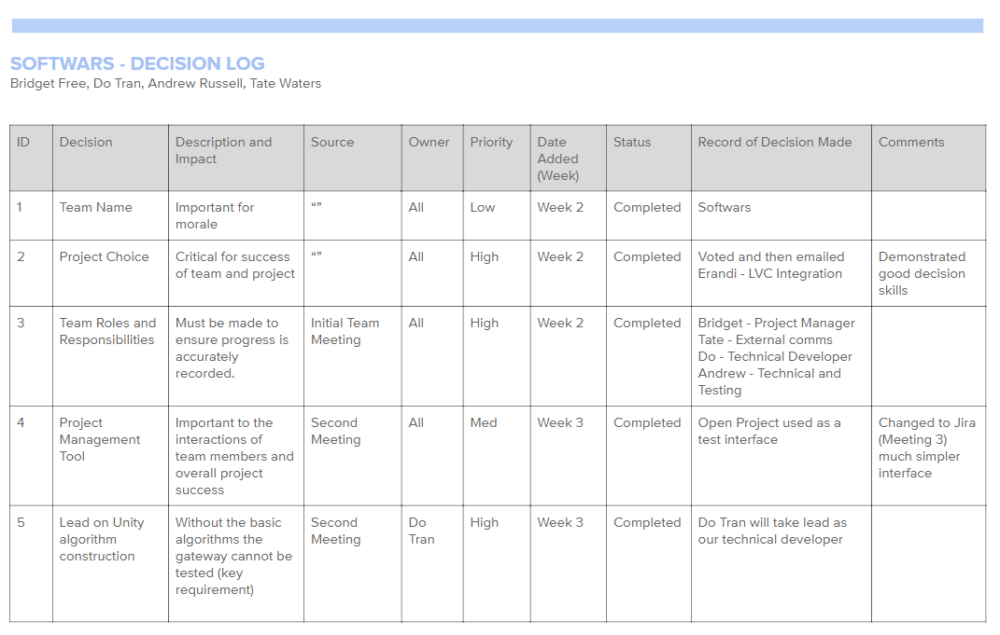 SOFTWARS - DECISION LOG
Bridget Free, Do Tran, Andrew Russell, Tate Waters
ID
Decision
Description and
Impact
Source
Owner
Priority
Date
Added
(Week)
Status
Record of Decision Made
Comments
1
Team Name
Important for
morale
“”
All
Low
Week 2
Completed
Softwars
2
Project Choice
Critical for success
of team and project
“”
All
High
Week 2
Completed
Voted and then emailed
Erandi - LVC Integration
Demonstrated
good decision
skills
3
Team Roles and
Responsibilities
Must be made to
ensure progress is
accurately
recorded.
Initial Team
Meeting
All
High
Week 2
Completed
Bridget - Project Manager
Tate - External comms
Do - Technical Developer
Andrew - Technical and
Testing
4
Project
Management
Tool
Important to the
interactions of
team members and
overall project
success
Second
Meeting
All
Med
Week 3
Completed
Open Project used as a
test interface
Changed to Jira
(Meeting 3)
much simpler
interface
5
Lead on Unity
algorithm
construction
Without the basic
algorithms the
gateway cannot be
tested (key
requirement)
Second
Meeting
Do
Tran
High
Week 3
Completed
Do Tran will take lead as
our technical developer